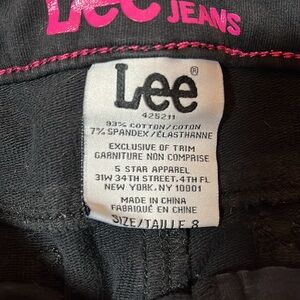 Lee JEANS
Lee®
425211
93% COTTON/COTON
7% SPANDEX/ÉLASTHANNE
EXCLUSIVE OF TRIM
GARNITURE NON COMPRISE
5 STAR APPAREL
31W 34TH STREET. 4TH FL
NEW YORK. NY 10001
MADE IN CHINA
FABRIQUÉ EN CHINE
SIZE/TAILLE 8